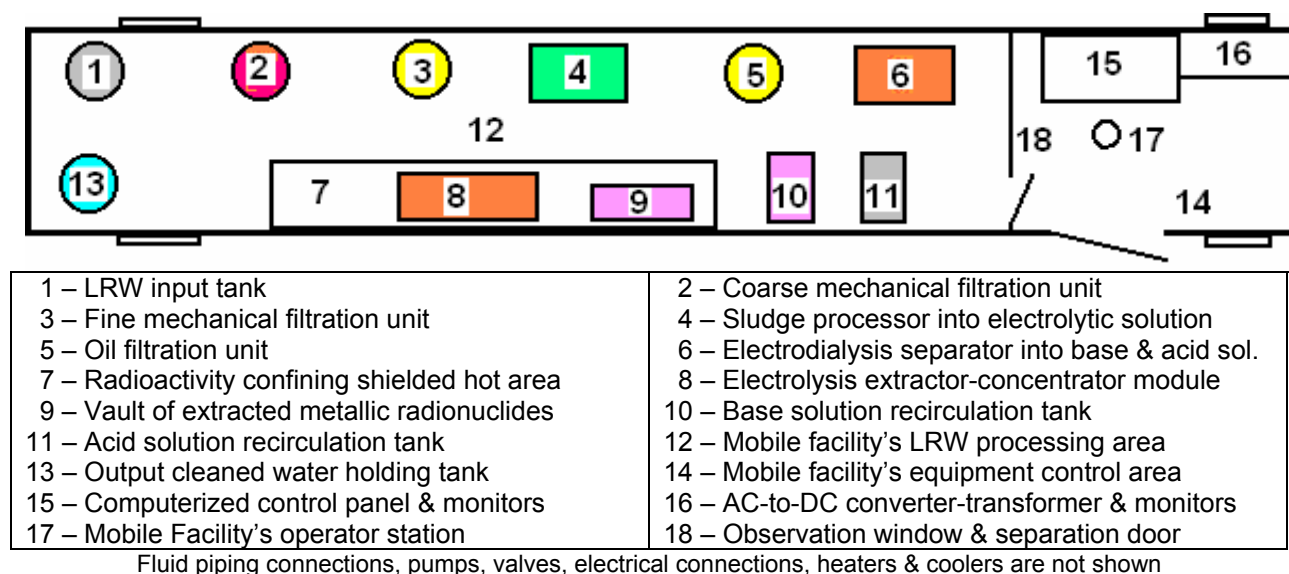 1 2 3 4 5 6 15 16
12 18 17
13 7 8 9 10 11 14
1 – LRW input tank 2 – Coarse mechanical filtration unit
3 – Fine mechanical filtration unit 4 – Sludge processor into electrolytic solution
5 – Oil filtration unit 6 – Electrodialysis separator into base & acid sol.
7 – Radioactivity confining shielded hot area 8 – Electrolysis extractor-concentrator module
9 – Vault of extracted metallic radionuclides 10 – Base solution recirculation tank
11 – Acid solution recirculation tank 12 – Mobile facility's LRW processing area
13 – Output cleaned water holding tank 14 – Mobile facility's equipment control area
15 – Computerized control panel & monitors 16 – AC-to-DC converter-transformer & monitors
17 – Mobile Facility's operator station 18 – Observation window & separation door
Fluid piping connections, pumps, valves, electrical connections, heaters & coolers are not shown